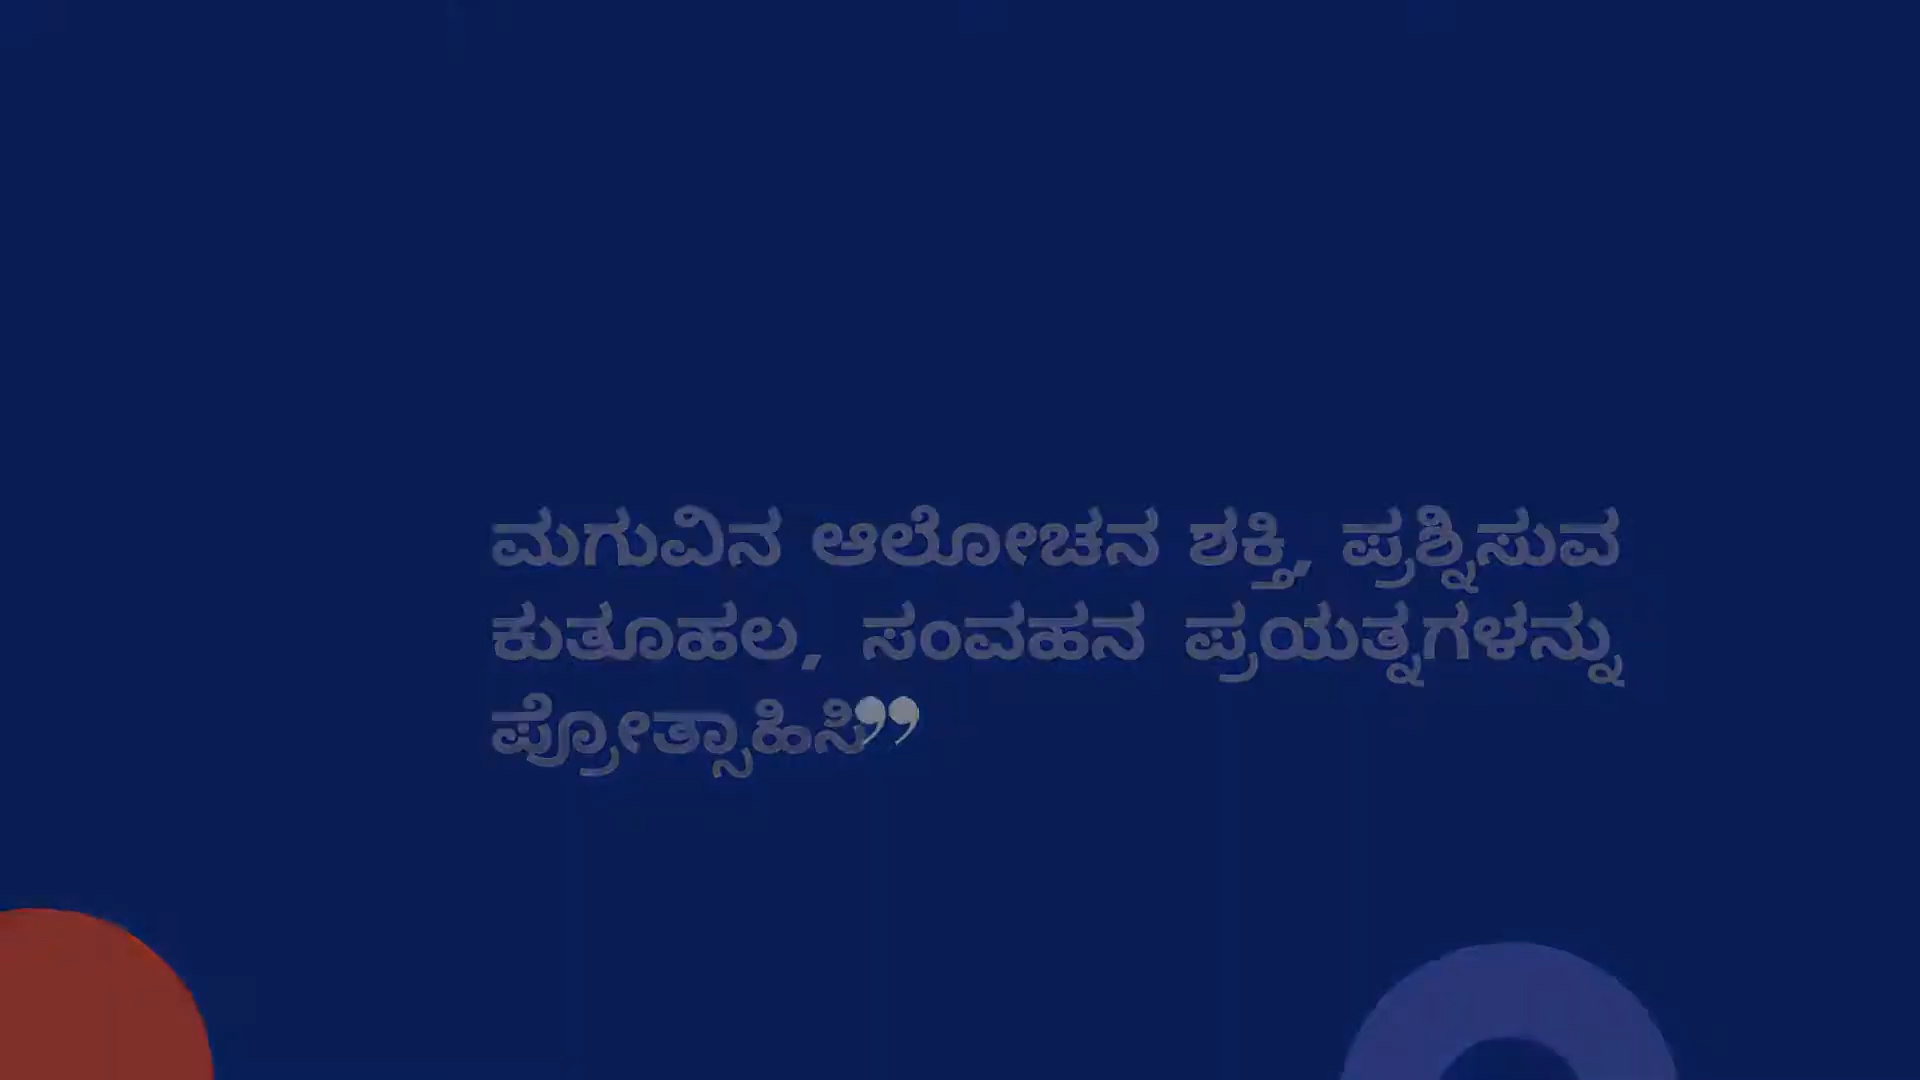 ಮಗುವಿನ ಆಲೋಚನ ಶಕ್ತಿ, ಪ್ರಶ್ನಿಸುವ
ಕುತೂಹಲ, ಸಂವಹನ ಪ್ರಯತ್ನಗಳನ್ನು
ಪ್ರೋತ್ಸಾಹಿಸಿ”